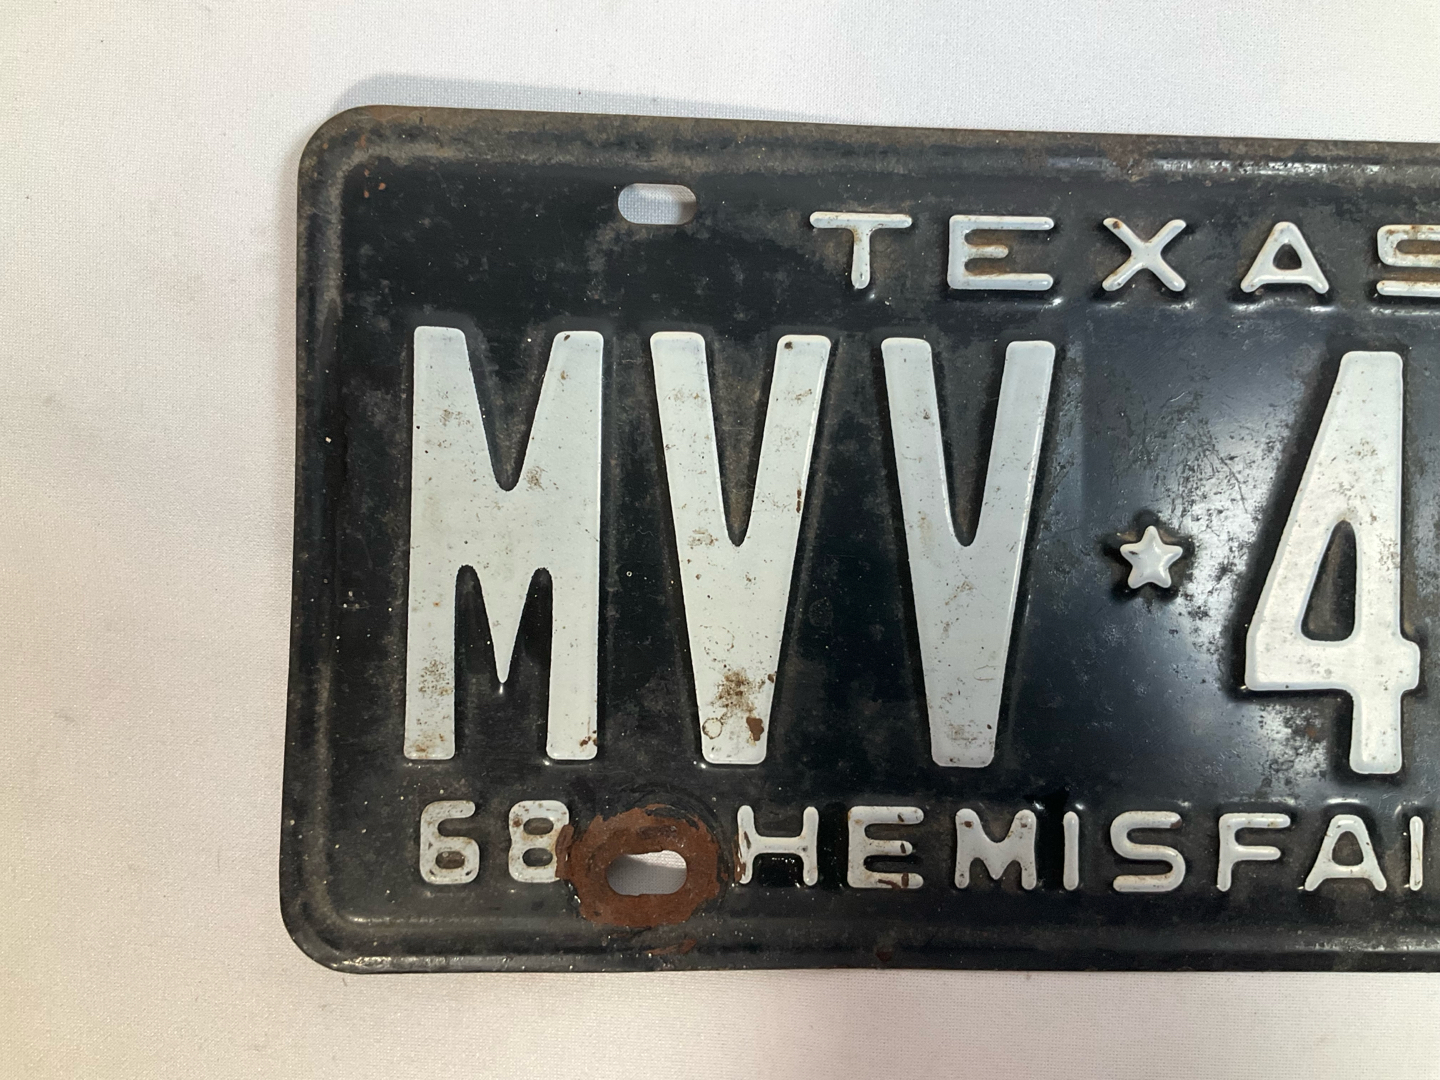 TEXAS
MVV ★ 4
68 HEMISFAI